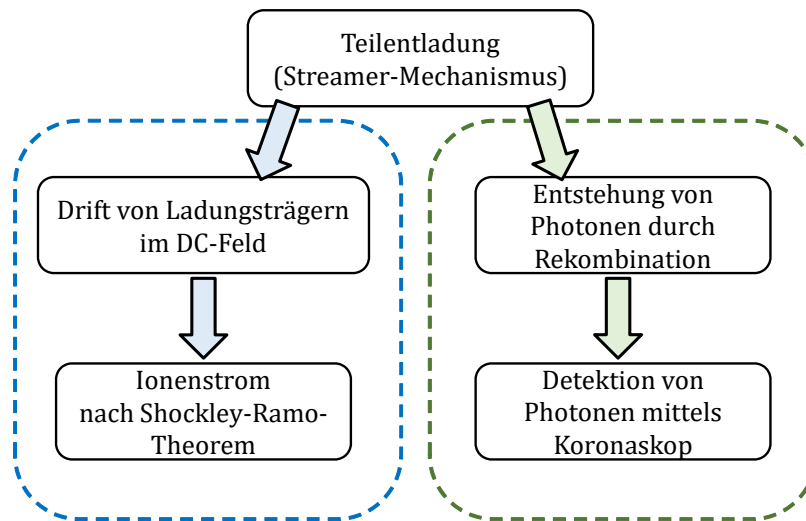 Teilentladung
(Streamer-Mechanismus)
Drift von Ladungsträgern
im DC-Feld
Entstehung von
Photonen durch
Rekombination
Ionenstrom
nach Shockley-Ramo-
Theorem
Detektion von
Photonen mittels
Koronaskop